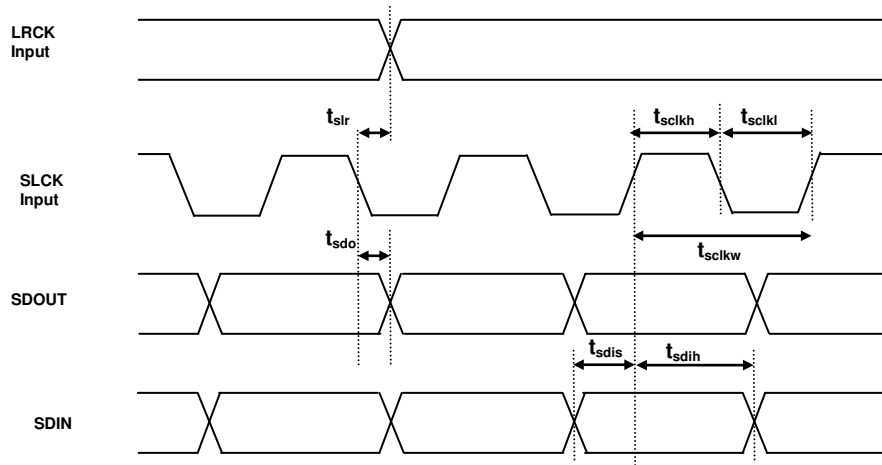 LRCK
Input
tslr
tsclkh
tsclkl
SLCK
Input
tsdo
tsclkw
SDOUT
tsdis
tsdih
SDIN